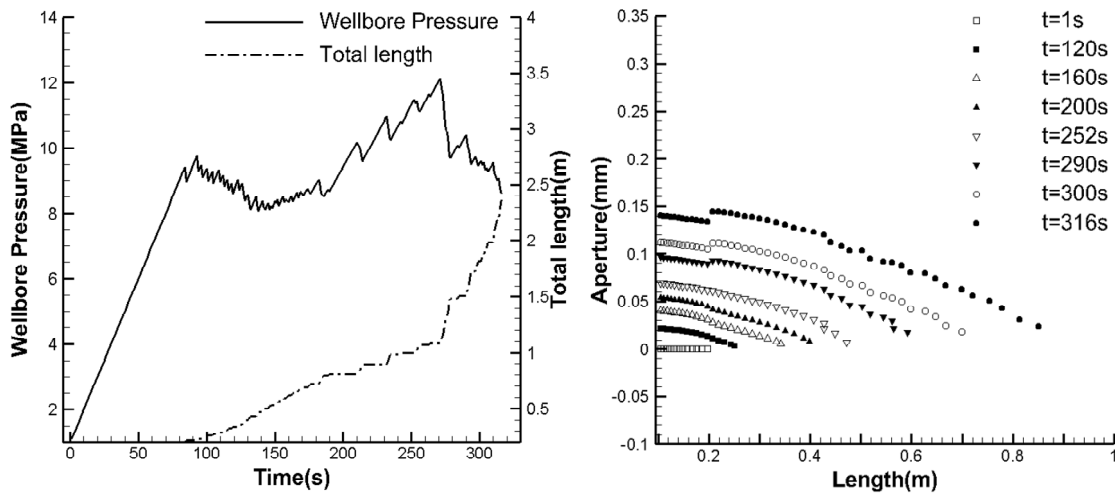 Wellbore Pressure
Total length
Wellbore Pressure(MPa)
14
12
10
8
6
4
2
0
50
100
150
200
250
300
Time(s)
4
3.5
3
2.5
2
1.5
1
0.5
Total length(m)
t=1s
t=120s
t=160s
t=200s
t=252s
t=290s
t=300s
t=316s
Aperture(mm)
0.35
0.3
0.25
0.2
0.15
0.1
0.05
0
-0.05
-0.1
0.2
0.4
0.6
0.8
1
Length(m)